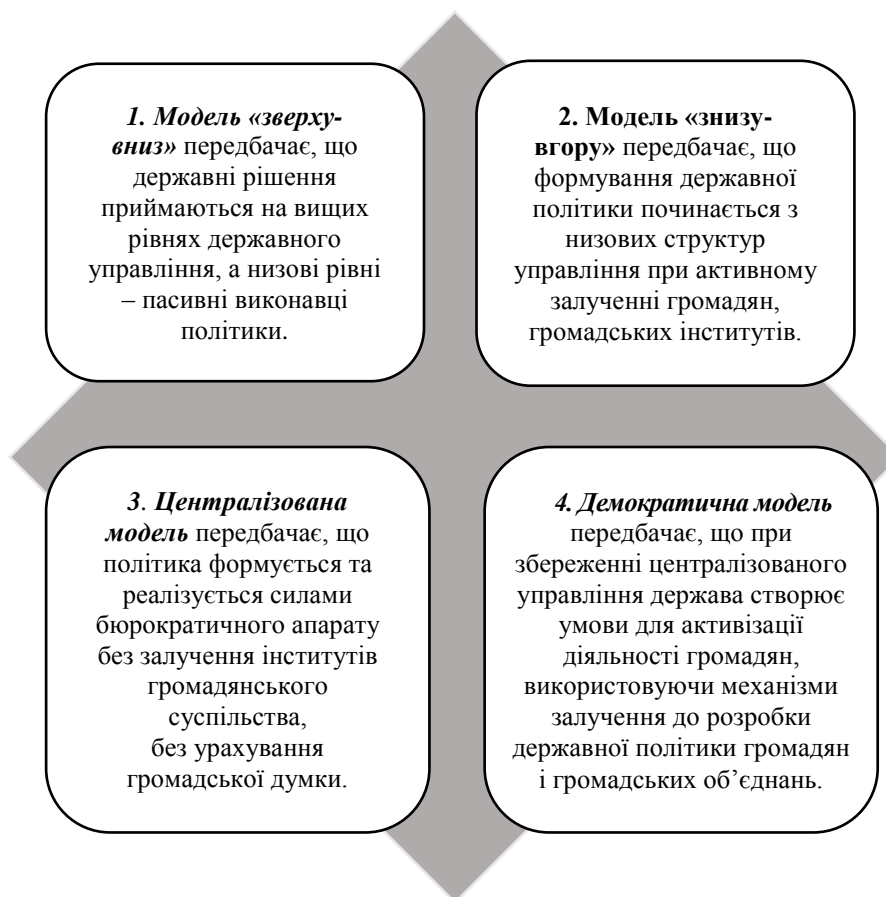 1. Модель «зверху-
вниз» передбачає, що
державні рішення
приймаються на вищих
рівнях державного
управління, а низові рівні
– пасивні виконавці
політики.
2. Модель «знизу-
вгору» передбачає, що
формування державної
політики починається з
низових структур
управління при активному
залученні громадян,
громадських інститутів.
3. Централізована
модель передбачає, що
політика формується та
реалізується силами
бюрократичного апарату
без залучення інститутів
громадянського
суспільства,
без урахування
громадської думки.
4. Демократична модель
передбачає, що при
збереженні централізованого
управління держава створює
умови для активізації
діяльності громадян,
використовуючи механізми
залучення до розробки
державної політики громадян
і громадських об’єднань.